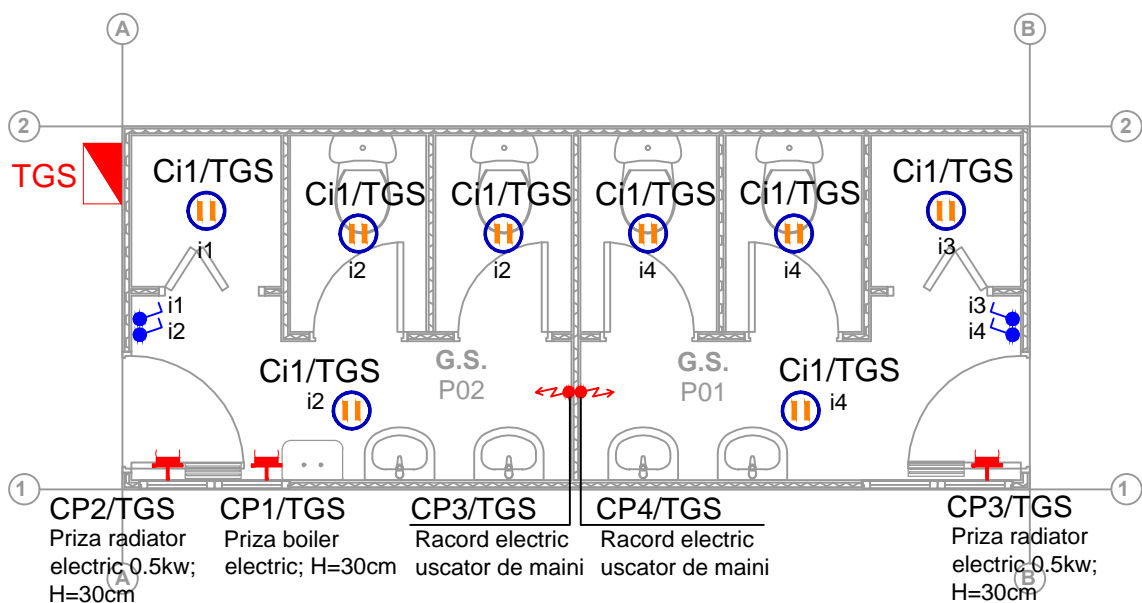 A
B
2
2
TGS
Ci1/TGS
i1
Ci1/TGS
i2
Ci1/TGS
i2
Ci1/TGS
i4
Ci1/TGS
i4
Ci1/TGS
i3
i1
i2
i3
i4
Ci1/TGS
i2
G.S.
P02
G.S.
P01
Ci1/TGS
i4
1
1
CP2/TGS
Priza radiator
electric 0.5kw;
H=30cm
A
CP1/TGS
Priza boiler
electric; H=30cm
CP3/TGS
Racord electric
uscator de maini
CP4/TGS
Racord electric
uscator de maini
CP3/TGS
Priza radiator
electric 0.5kw;
H=30cm
B